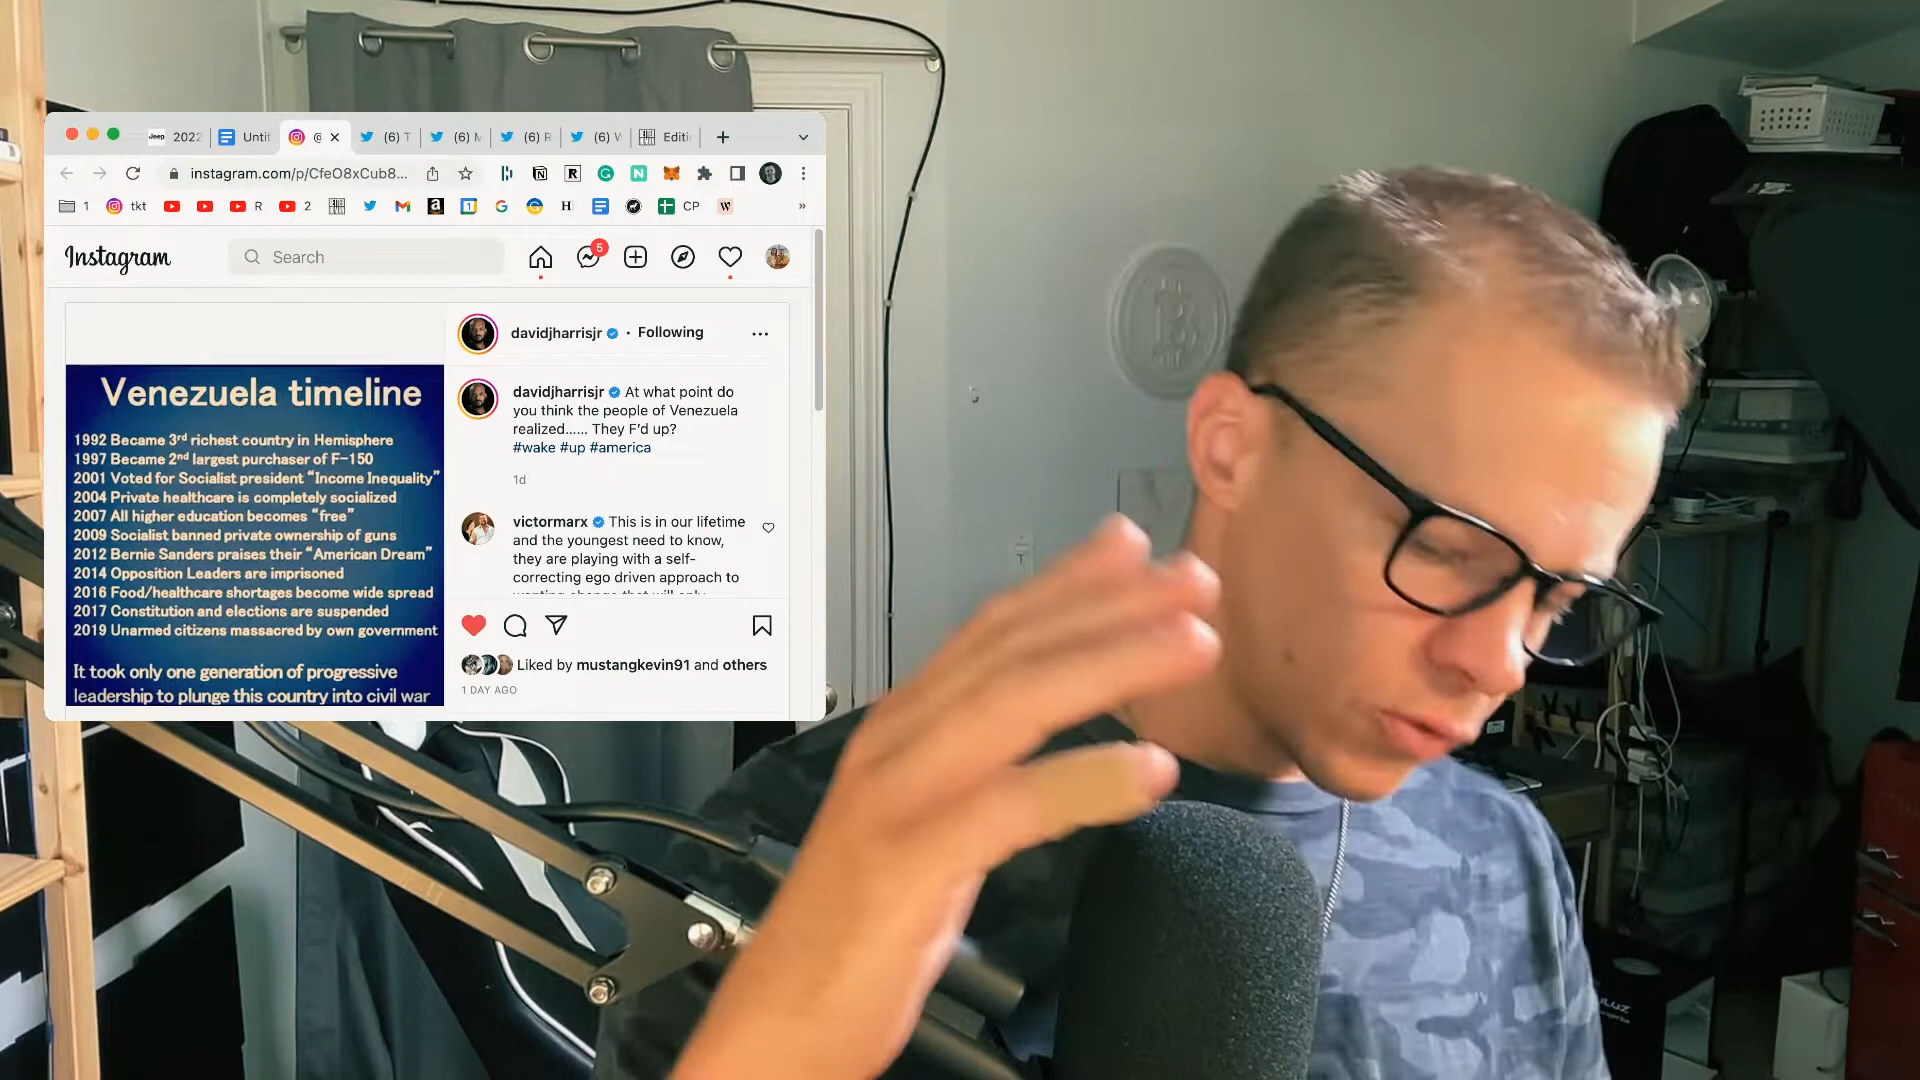 Jeep 2022 Untit @ (6) T (6) M (6) R (6) W Editi
instagram.com/p/CfeO8xCub8...
1 tkt R 2 a 1 G H CP W »
Instagram Search 5
davidjharrisjr • Following
Venezuela timeline
1992 Became 3rd richest country in Hemisphere
1997 Became 2nd largest purchaser of F-150
2001 Voted for Socialist president “Income Inequality”
2004 Private healthcare is completely socialized
2007 All higher education becomes “free”
2009 Socialist banned private ownership of guns
2012 Bernie Sanders praises their “American Dream”
2014 Opposition Leaders are imprisoned
2016 Food/healthcare shortages become wide spread
2017 Constitution and elections are suspended
2019 Unarmed citizens massacred by own government
It took only one generation of progressive
leadership to plunge this country into civil war
davidjharrisjr At what point do
you think the people of Venezuela
realized...... They F'd up?
#wake #up #america
1d
victormarx This is in our lifetime
and the youngest need to know,
they are playing with a self-
correcting ego driven approach to
Liked by mustangkevin91 and others
1 DAY AGO